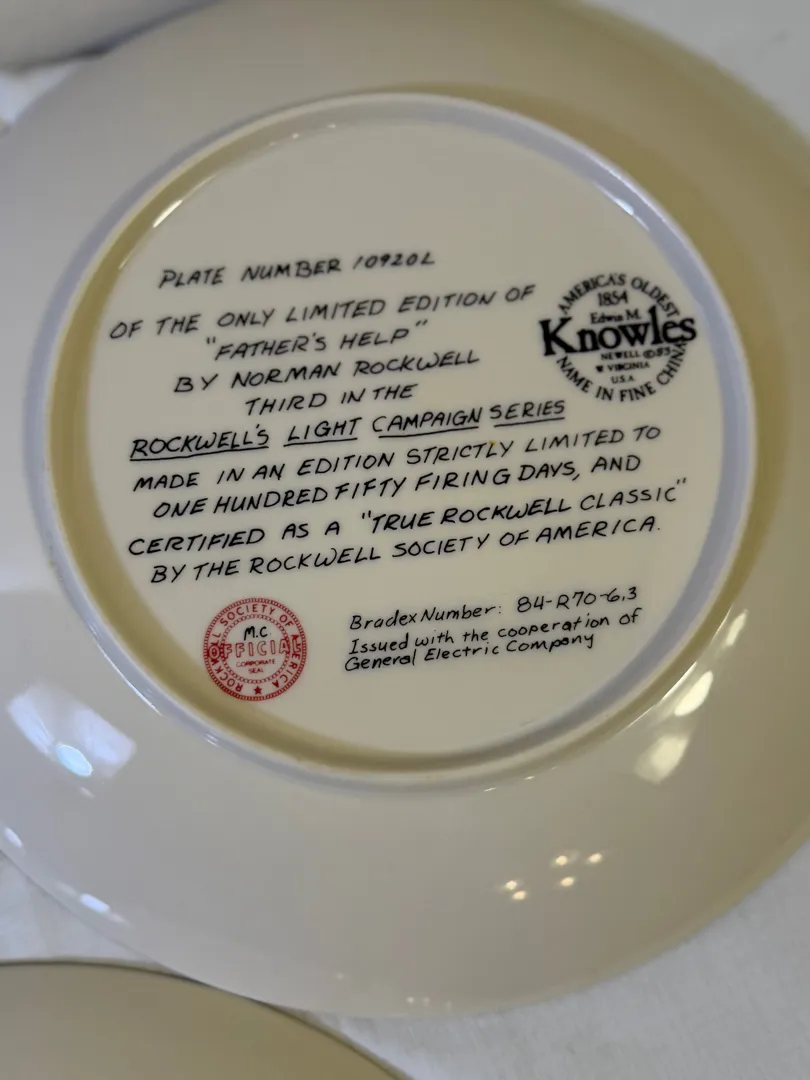 PLATE NUMBER 10920L
OF THE ONLY LIMITED EDITION OF
"FATHER'S HELP"
BY NORMAN ROCKWELL
THIRD IN THE
ROCKWELL'S LIGHT CAMPAIGN SERIES
MADE IN AN EDITION STRICTLY LIMITED TO
ONE HUNDRED FIFTY FIRING DAYS, AND
CERTIFIED AS A "TRUE ROCKWELL CLASSIC"
BY THE ROCKWELL SOCIETY OF AMERICA.
AMERICA'S OLDEST
1854
Edwin M.
Knowles
NEWELL ©83
W VIRGINIA
U.S.A
NAME IN FINE CHINA
ROCKWELL SOCIETY OF AMERICA
M.C
OFFICIAL
CORPORATE
SEAL
Bradex Number: 84-R70-6.3
Issued with the cooperation of
General Electric Company